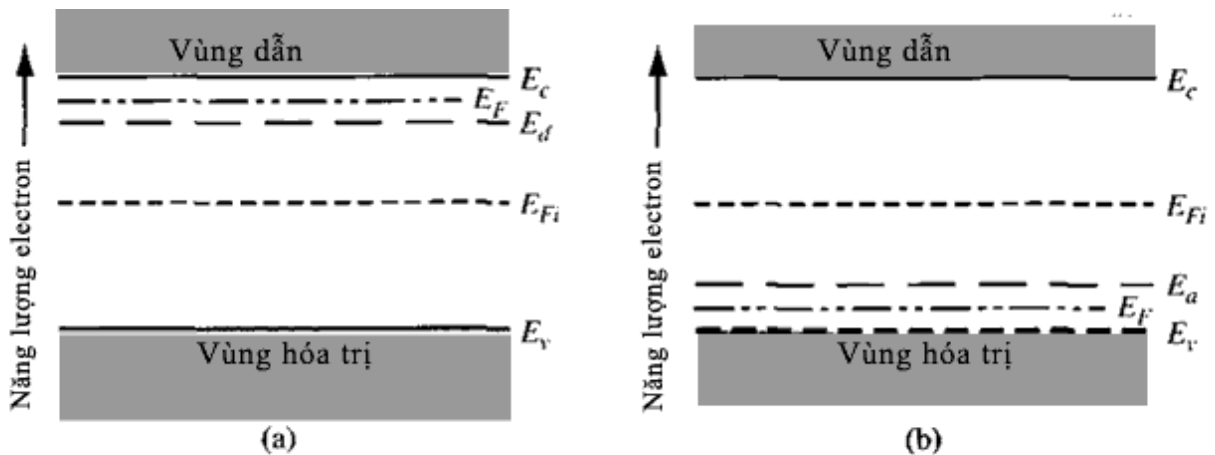 Vùng dẫn
E_c
E_F
E_d
E_Fi
E_v
Vùng hóa trị
Năng lượng electron
(a)
Vùng dẫn
E_c
E_Fi
E_a
E_F
E_v
Vùng hóa trị
Năng lượng electron
(b)